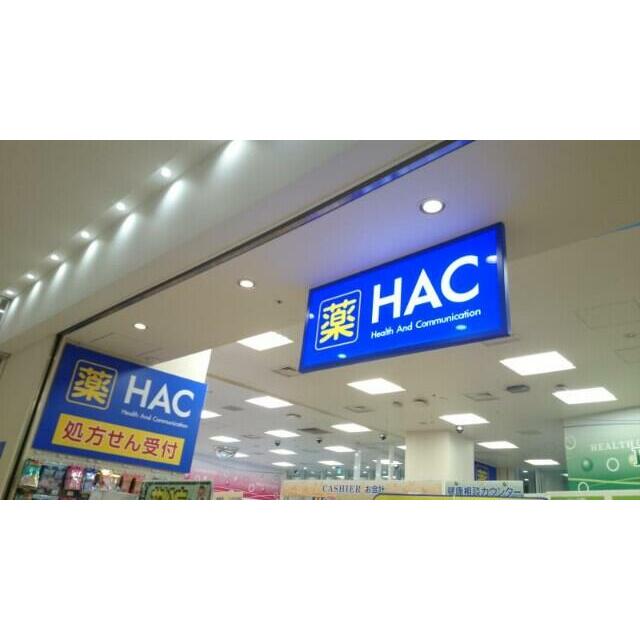 薬 HAC
Health And Communication
薬 HAC
Health And Communication
処方せん受付
CASHIER お会計
健康相談カウンター